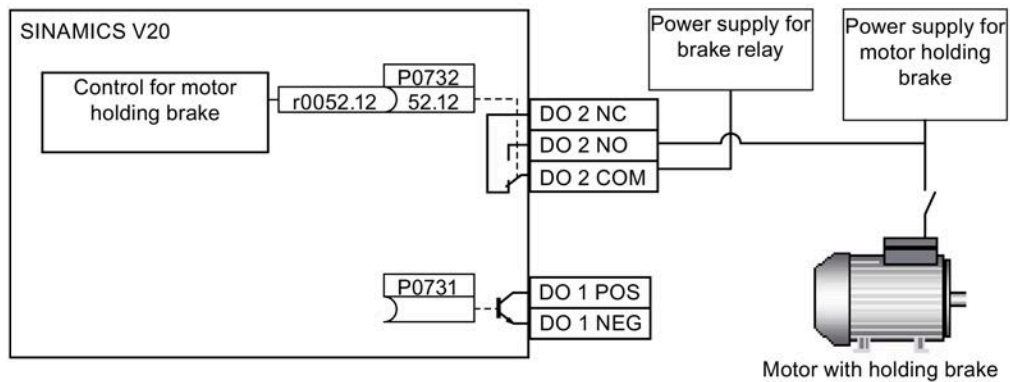 SINAMICS V20
Control for motor
holding brake
r0052.12
P0732
52.12
DO 2 NC
DO 2 NO
DO 2 COM
Power supply for
brake relay
Power supply for
motor holding
brake
P0731
DO 1 POS
DO 1 NEG
Motor with holding brake